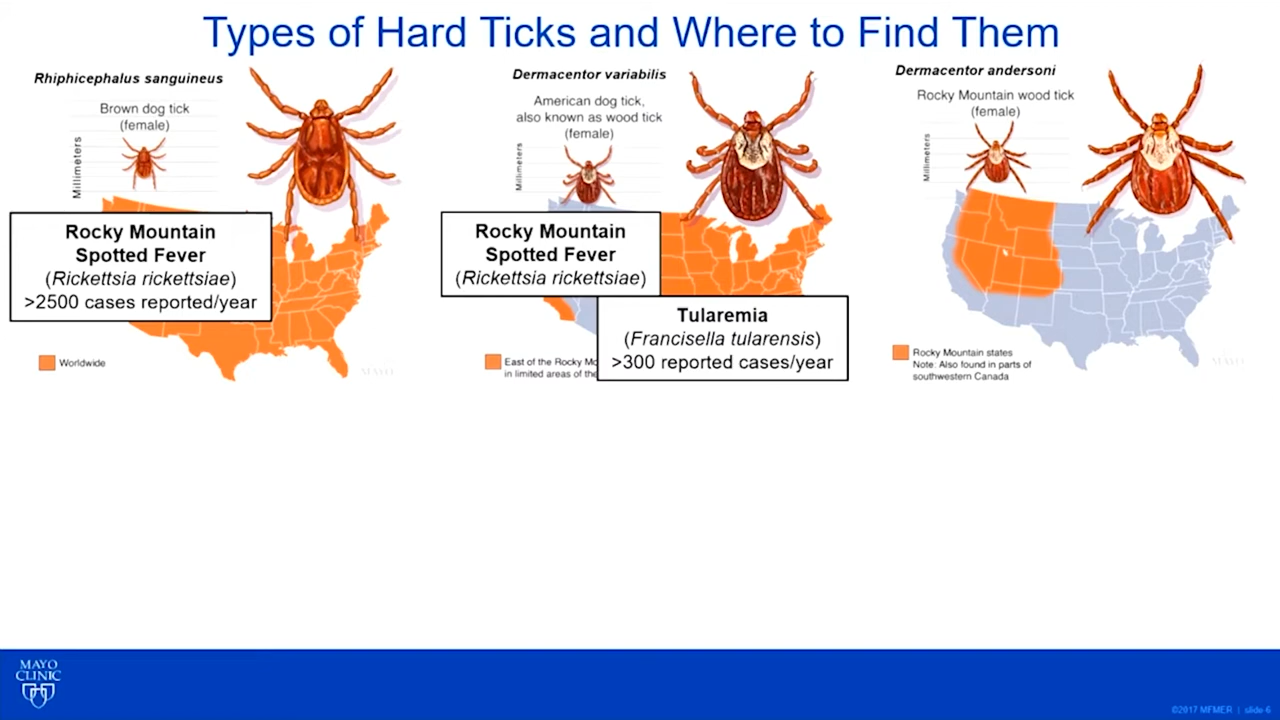 Types of Hard Ticks and Where to Find Them
Rhiphicephalus sanguineus
Brown dog tick
(female)
Millimeters
Rocky Mountain
Spotted Fever
(Rickettsia rickettsiae)
>2500 cases reported/year
Worldwide
MAYO
Dermacentor variabilis
American dog tick,
also known as wood tick
(female)
Millimeters
Rocky Mountain
Spotted Fever
(Rickettsia rickettsiae)
Tularemia
(Francisella tularensis)
>300 reported cases/year
East of the Rocky Mo
in limited areas of the
Dermacentor andersoni
Rocky Mountain wood tick
(female)
Millimeters
Rocky Mountain states
Note: Also found in parts of
southwestern Canada
MAYO
MAYO
CLINIC
©2017 MFMER | slide-6